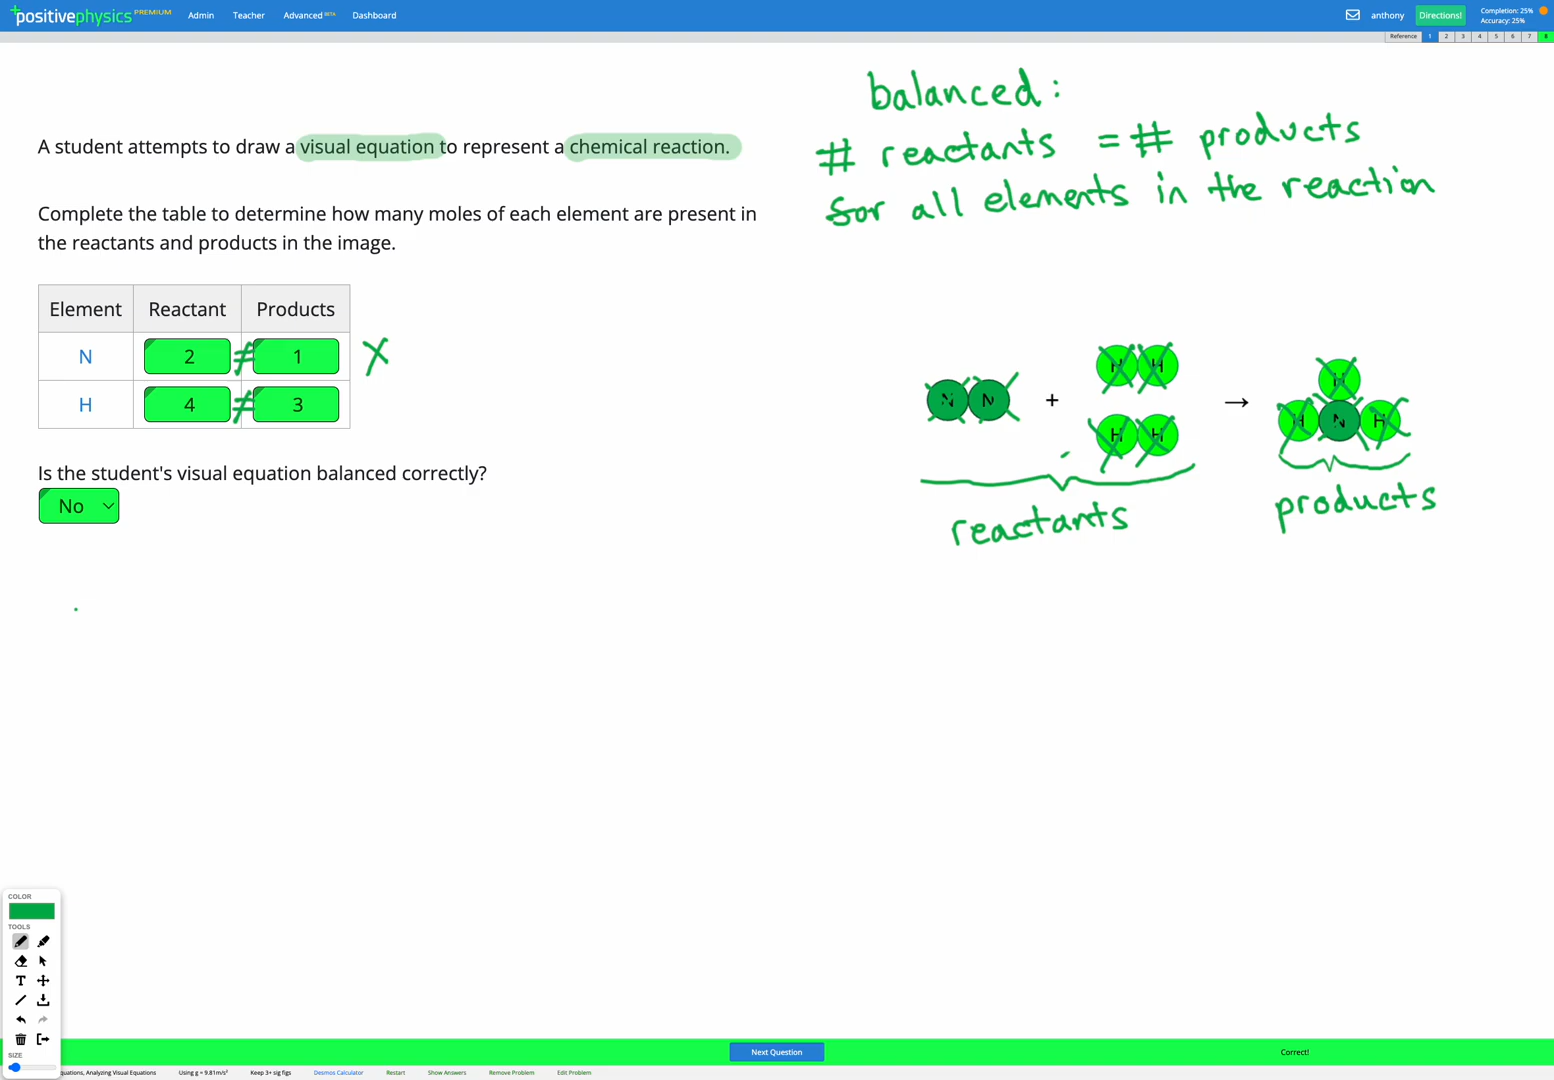 +positivephysics PREMIUM Admin Teacher Advanced BETA Dashboard anthony Directions! Completion: 25%
Accuracy: 25%
Reference 1 2 3 4 5 6 7 8
balanced:
# reactants = # products
for all elements in the reaction
A student attempts to draw a visual equation to represent a chemical reaction.
Complete the table to determine how many moles of each element are present in
the reactants and products in the image.
Element Reactant Products
N 2 ≠ 1 X
H 4 ≠ 3
Is the student's visual equation balanced correctly?
No
H H
N N + → H
H H H N H
reactants products
COLOR
TOOLS
T
SIZE
Next Question Correct!
quations, Analyzing Visual Equations Using g = 9.81m/s² Keep 3+ sig figs Desmos Calculator Restart Show Answers Remove Problem Edit Problem